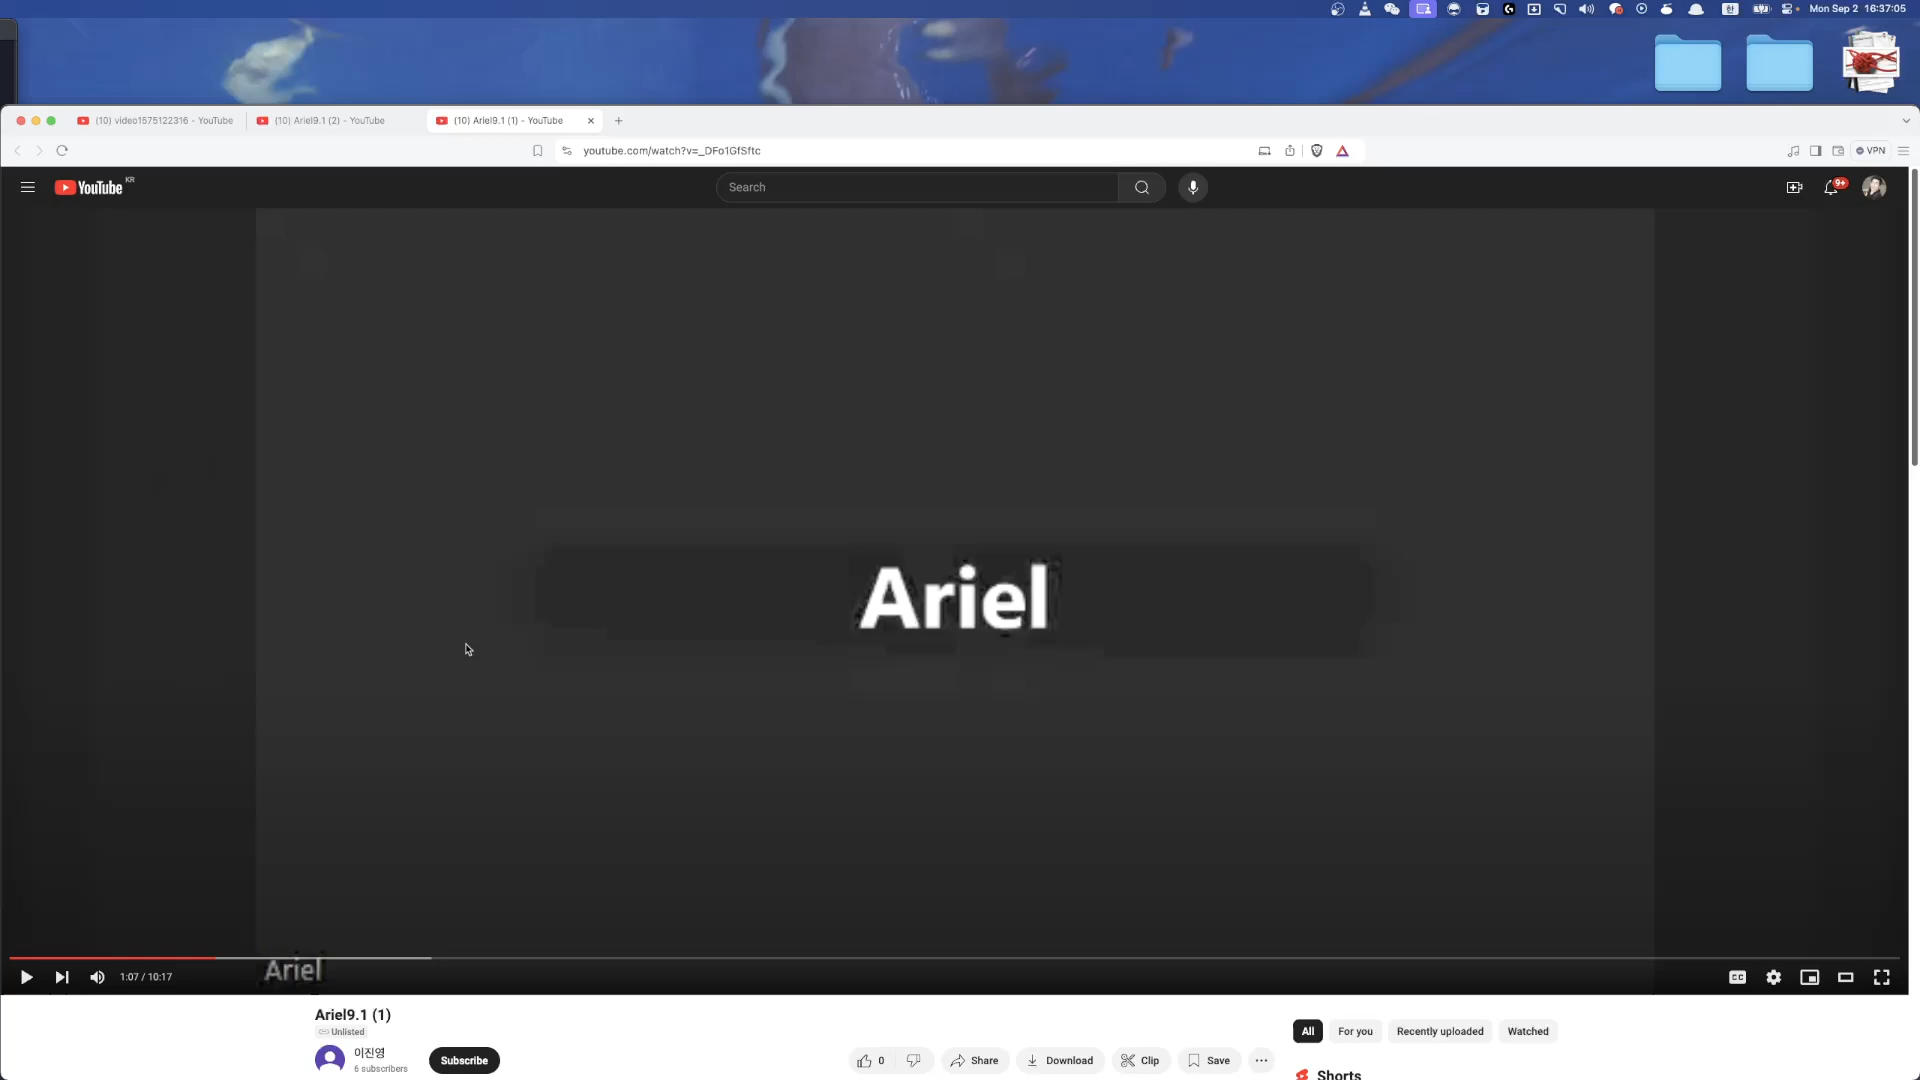 한 Mon Sep 2 16:37:05
(10) video1575122316 - YouTube (10) Ariel9.1 (2) - YouTube (10) Ariel9.1 (1) - YouTube
youtube.com/watch?v=_DFo1GfSftc VPN
YouTube KR Search 9+
Ariel
Ariel
1:07 / 10:17 CC
Ariel9.1 (1)
Unlisted
All For you Recently uploaded Watched
이진영
6 subscribers
Subscribe 0 Share Download Clip Save
Shorts